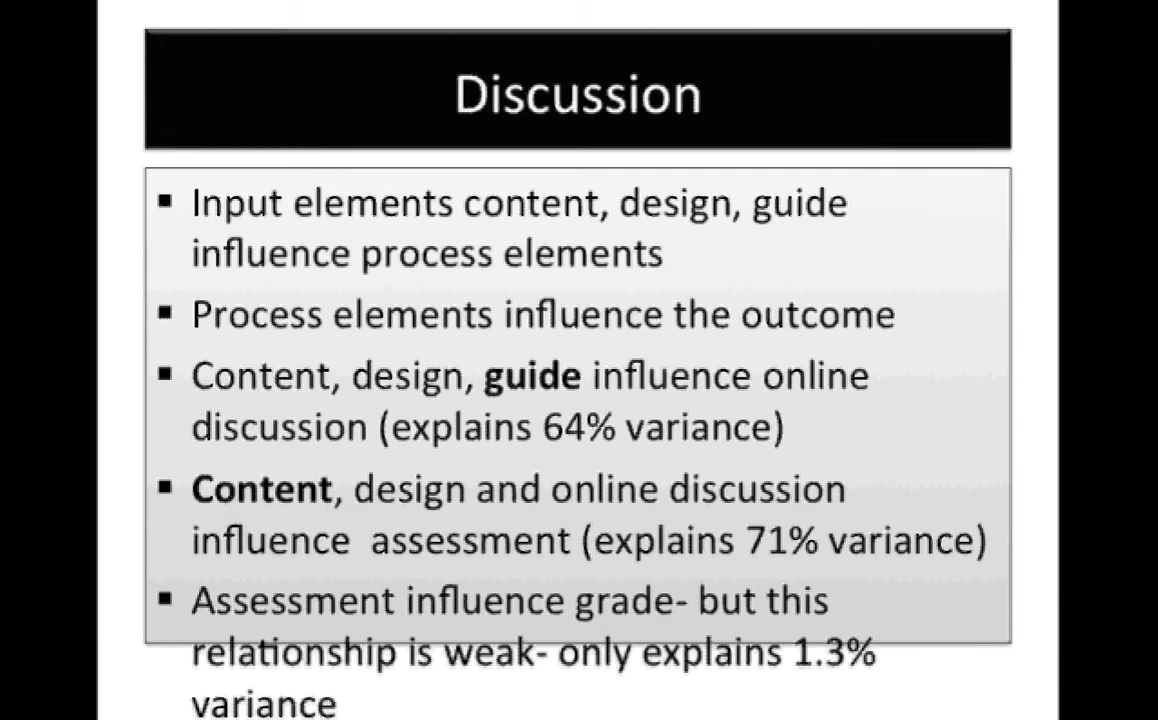 Discussion
▪ Input elements content, design, guide
influence process elements
▪ Process elements influence the outcome
▪ Content, design, guide influence online
discussion (explains 64% variance)
▪ Content, design and online discussion
influence  assessment (explains 71% variance)
▪ Assessment influence grade- but this
relationship is weak- only explains 1.3%
variance